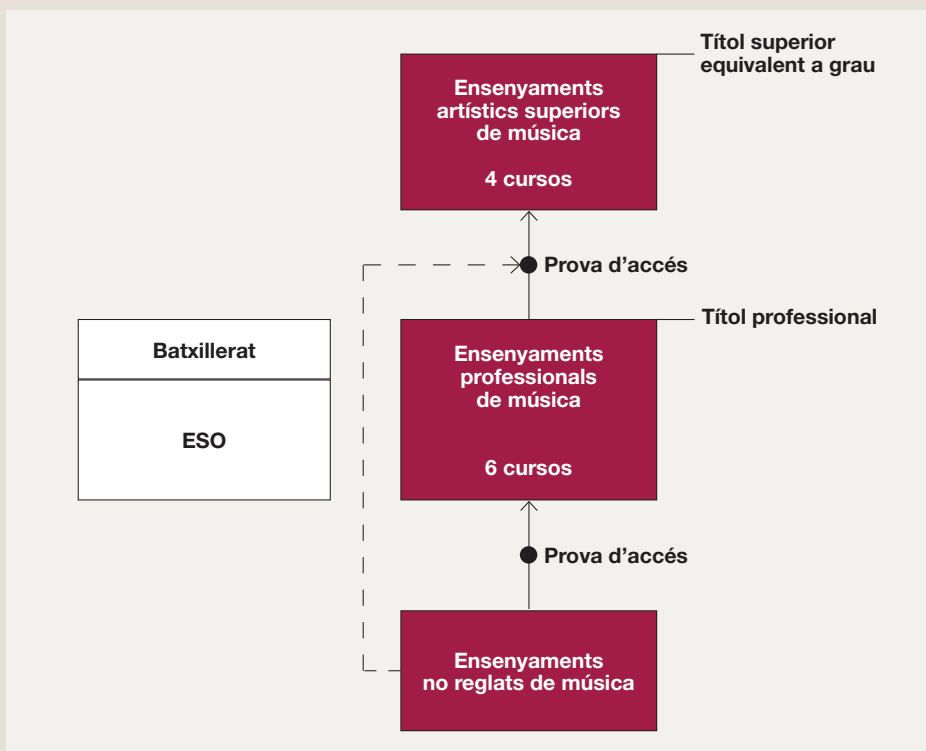 Títol superior
equivalent a grau
Ensenyaments
artístics superiors
de música
4 cursos
Prova d'accés
Títol professional
Batxillerat
ESO
Ensenyaments
professionals
de música
6 cursos
Prova d'accés
Ensenyaments
no reglats de música